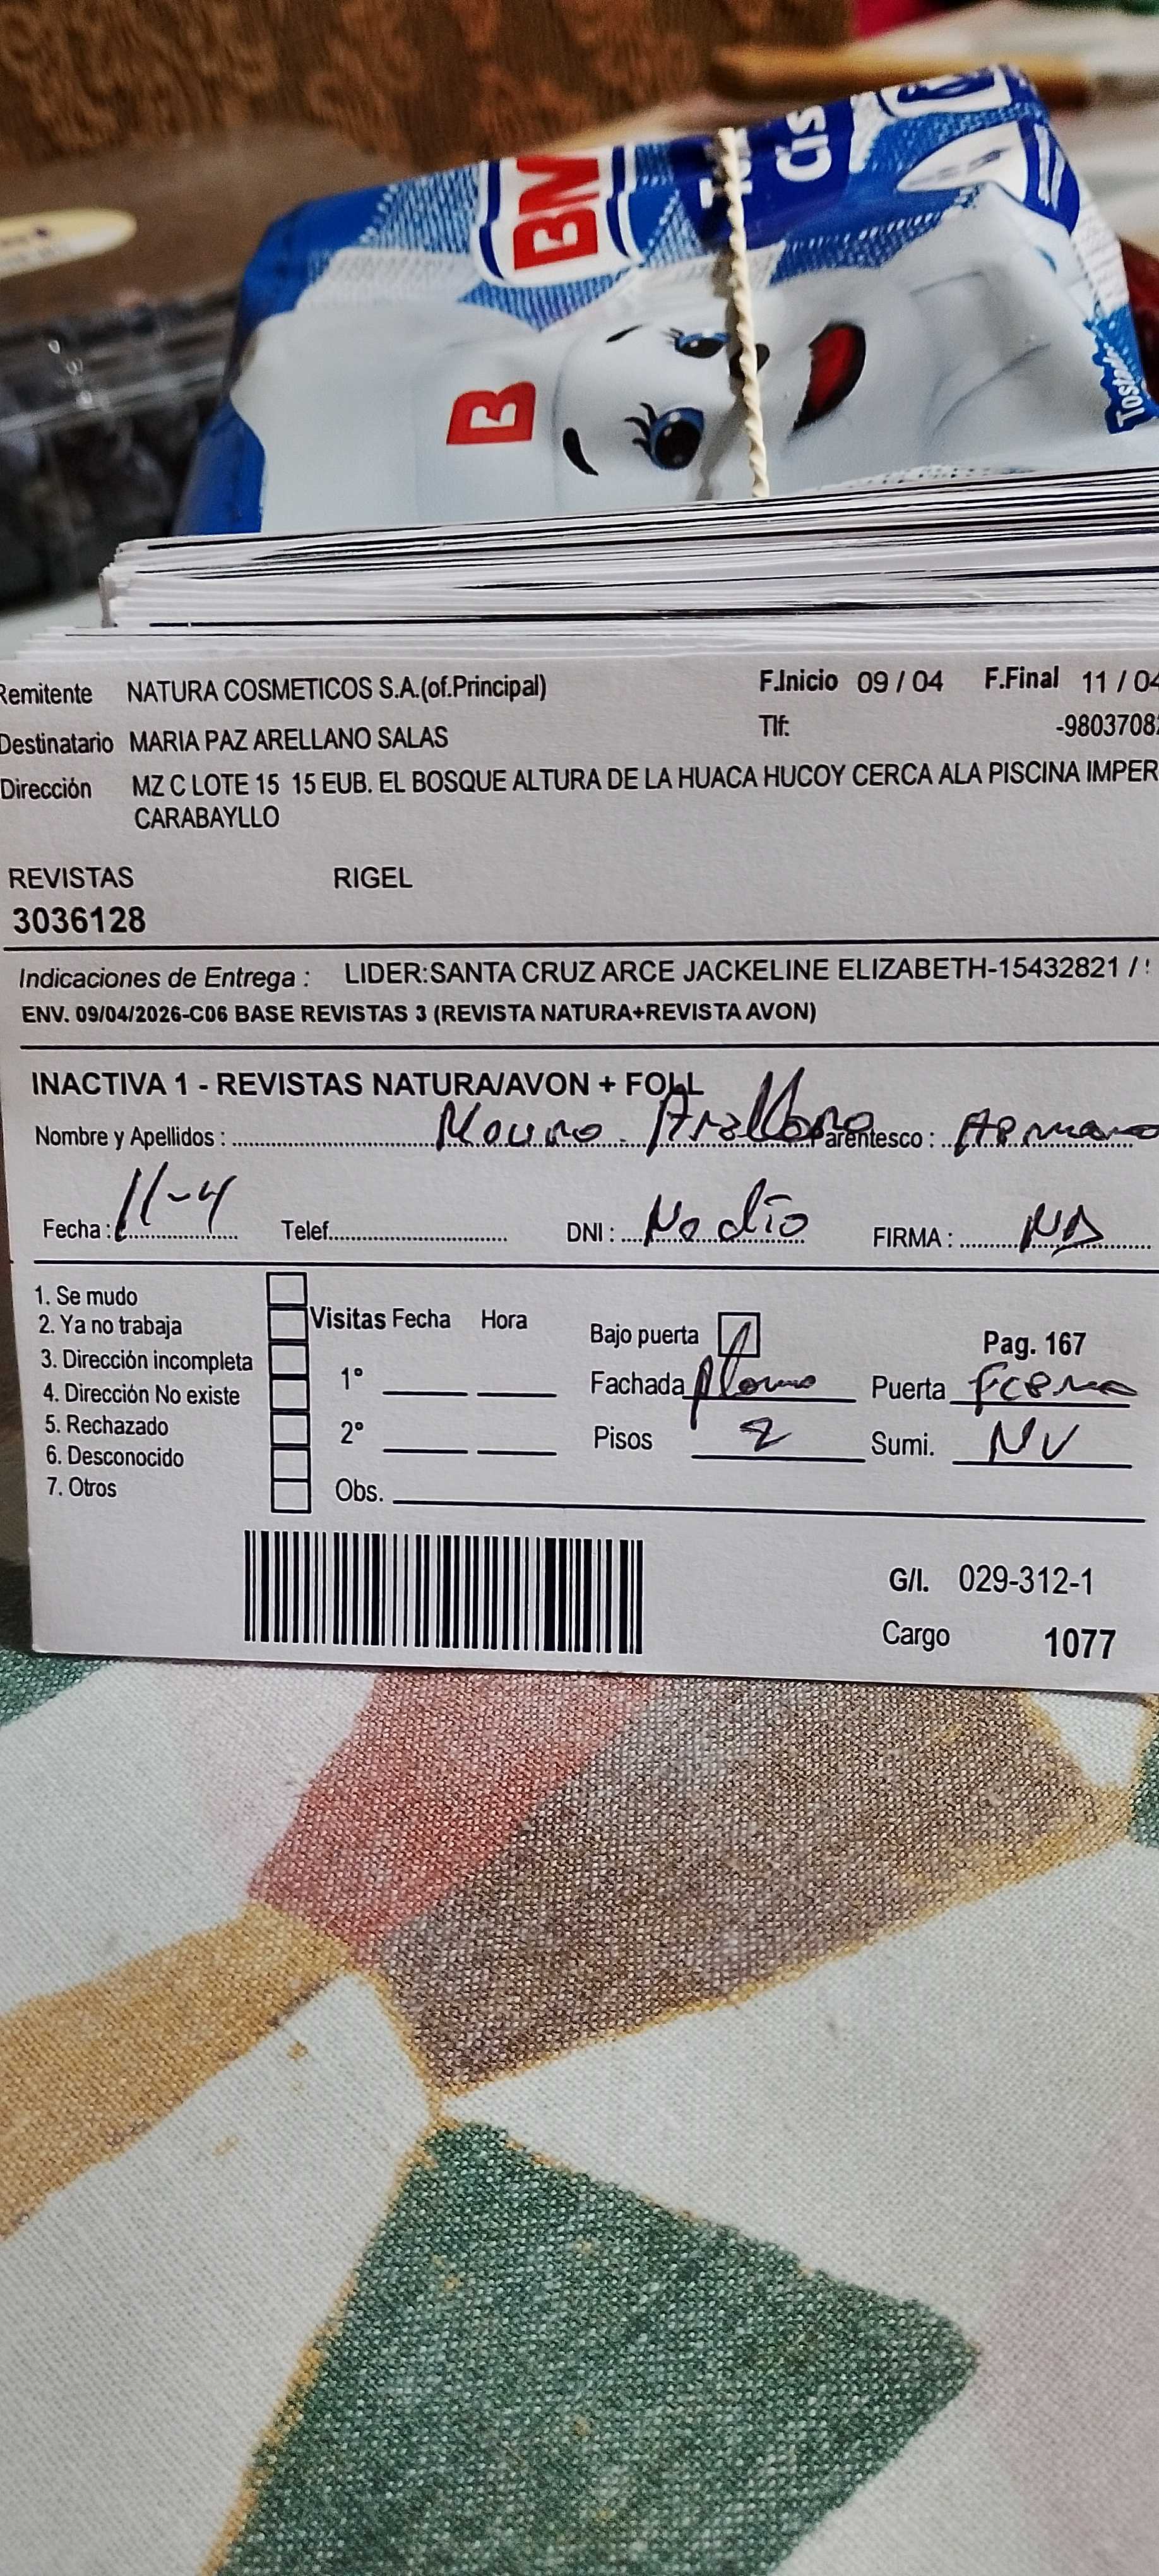 BM
B
Remitente NATURA COSMETICOS S.A.(of.Principal) F.Inicio 09 / 04 F.Final 11 / 04
Destinatario MARIA PAZ ARELLANO SALAS Tlf: -9803708
Dirección MZ C LOTE 15 15 EUB. EL BOSQUE ALTURA DE LA HUACA HUCOY CERCA ALA PISCINA IMPER
CARABAYLLO
REVISTAS RIGEL
3036128
Indicaciones de Entrega : LIDER:SANTA CRUZ ARCE JACKELINE ELIZABETH-15432821 /
ENV. 09/04/2026-C06 BASE REVISTAS 3 (REVISTA NATURA+REVISTA AVON)
INACTIVA 1 - REVISTAS NATURA/AVON + FOLL
Nombre y Apellidos : Arellano Parentesco : Hermano
Fecha : 11-4 Telef. DNI : No dio FIRMA : ND
1. Se mudo
2. Ya no trabaja
3. Dirección incompleta
4. Dirección No existe
5. Rechazado
6. Desconocido
7. Otros
Visitas Fecha Hora
1°
2°
Obs.
Bajo puerta Pag. 167
Fachada Plomo Puerta
Pisos 2 Sumi. NV
G/I. 029-312-1
Cargo 1077